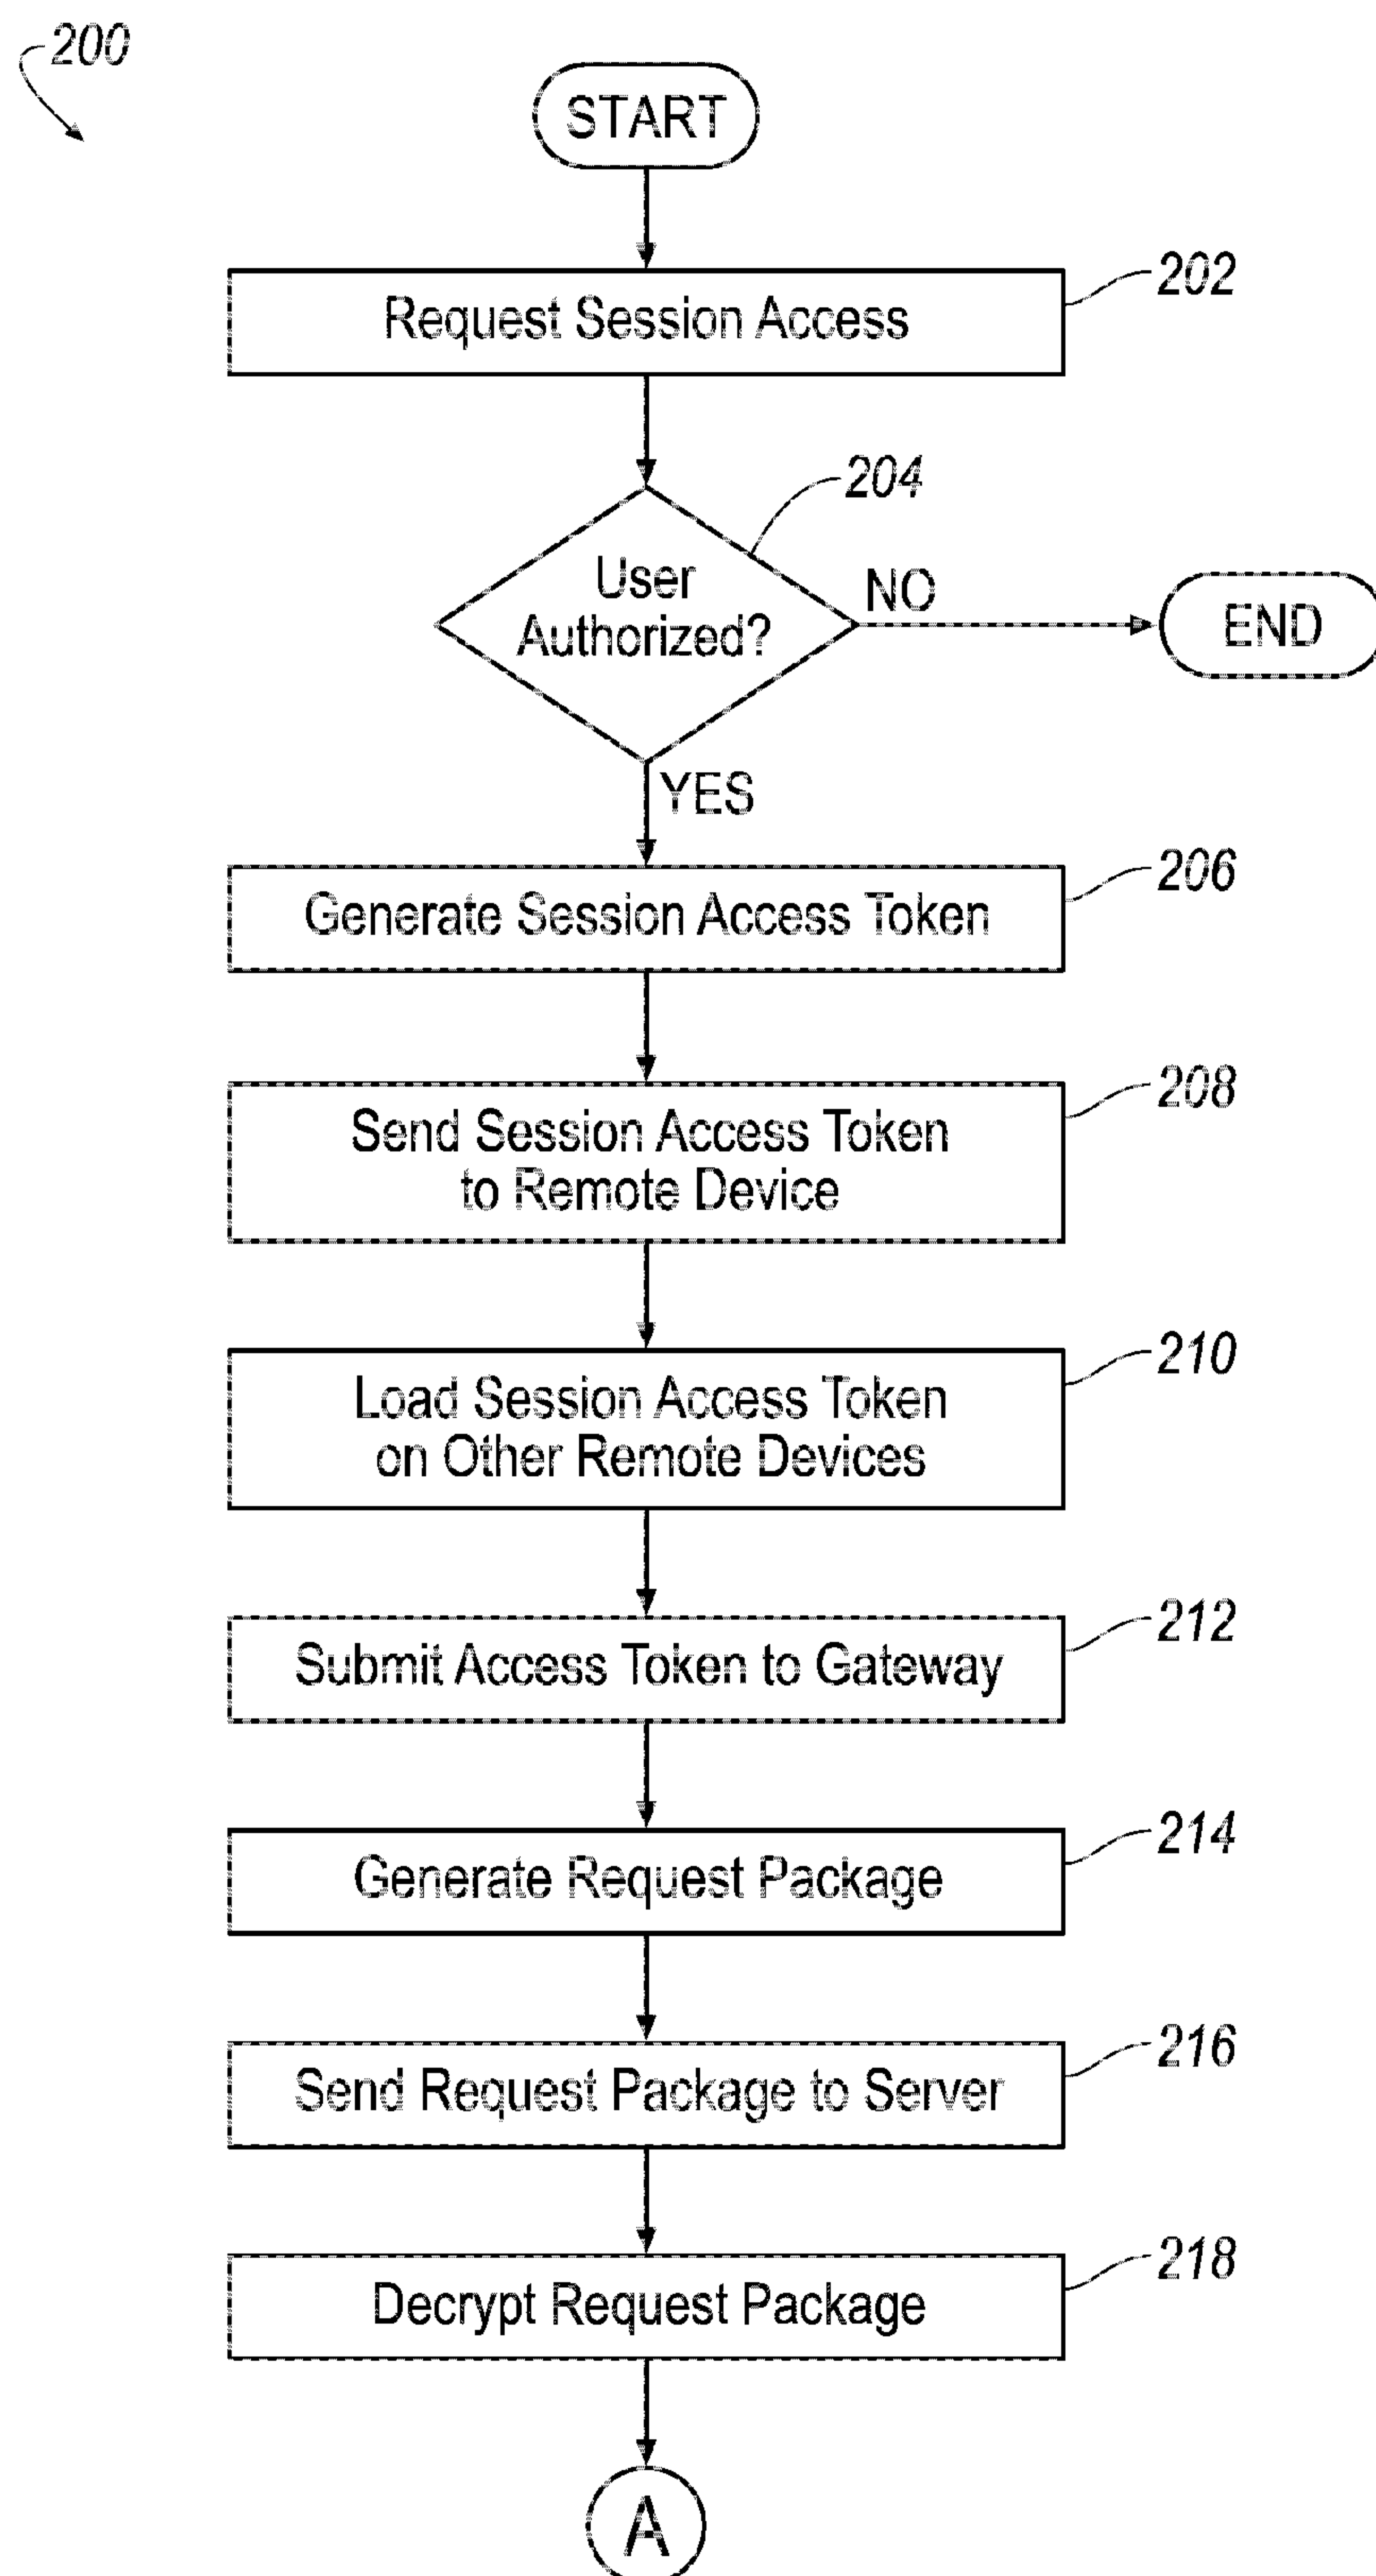 200
START
Request Session Access
202
204
User
Authorized?
NO
END
YES
Generate Session Access Token
206
Send Session Access Token
to Remote Device
208
Load Session Access Token
on Other Remote Devices
210
Submit Access Token to Gateway
212
Generate Request Package
214
Send Request Package to Server
216
Decrypt Request Package
218
A